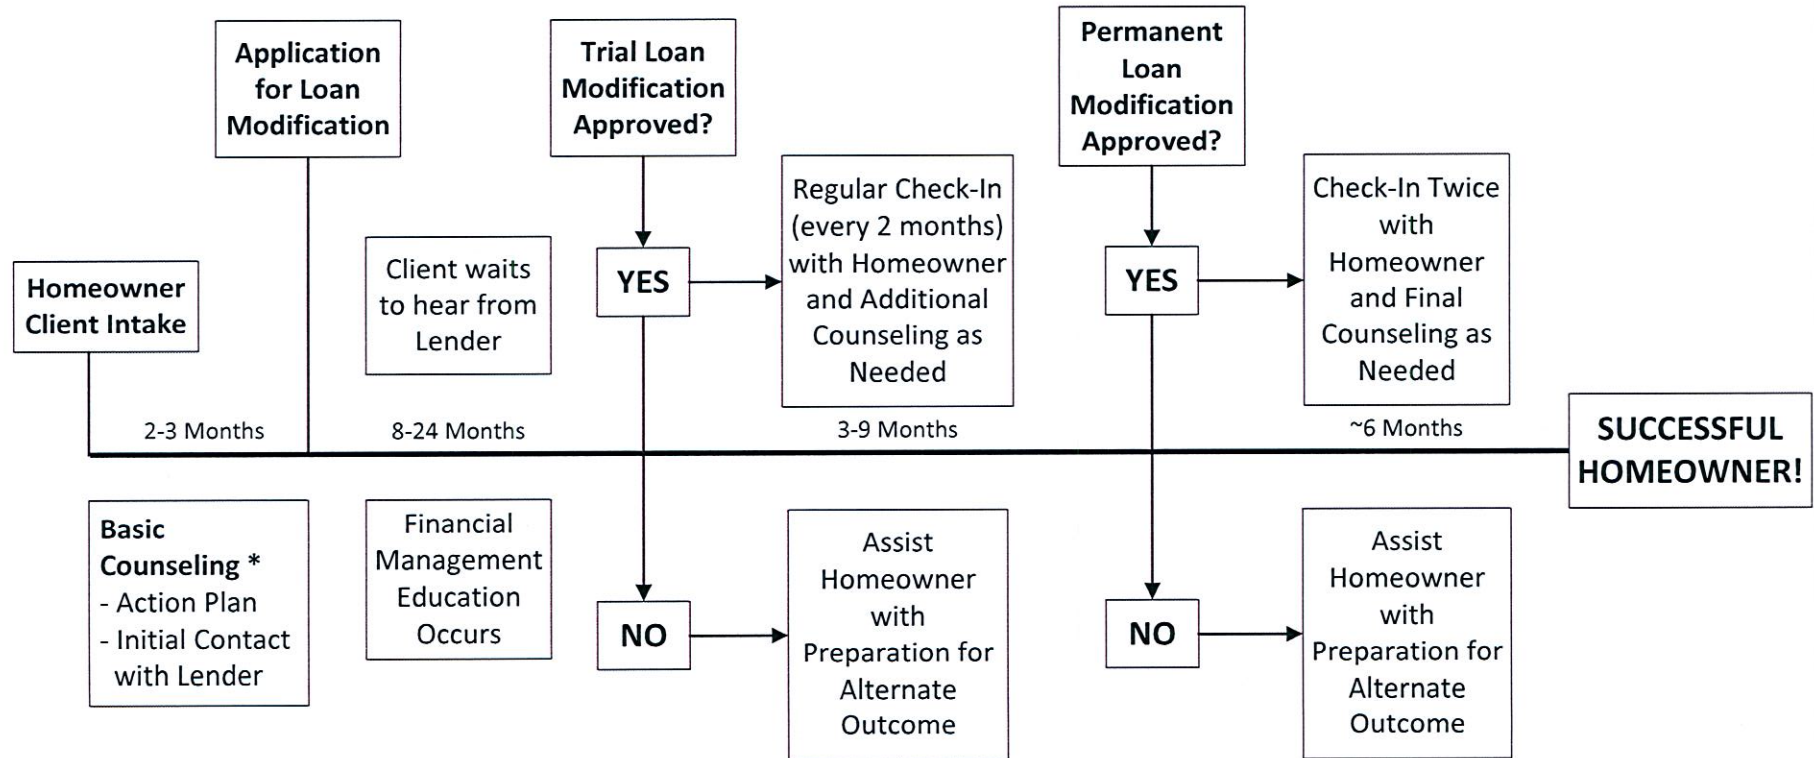 Homeowner
Client Intake
Application
for Loan
Modification
Trial Loan
Modification
Approved?
Permanent
Loan
Modification
Approved?
Client waits
to hear from
Lender
YES
Regular Check-In
(every 2 months)
with Homeowner
and Additional
Counseling as
Needed
YES
Check-In Twice
with
Homeowner
and Final
Counseling as
Needed
2-3 Months
8-24 Months
3-9 Months
~6 Months
SUCCESSFUL
HOMEOWNER!
Basic
Counseling *
- Action Plan
- Initial Contact
with Lender
Financial
Management
Education
Occurs
NO
Assist
Homeowner
with
Preparation for
Alternate
Outcome
NO
Assist
Homeowner
with
Preparation for
Alternate
Outcome